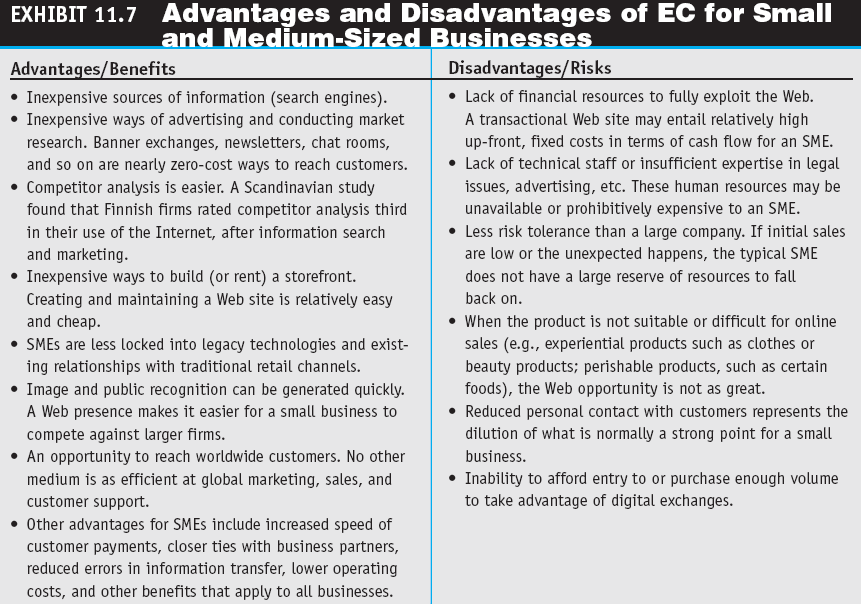 EXHIBIT 11.7 Advantages and Disadvantages of EC for Small
and Medium-Sized Businesses
Advantages/Benefits
• Inexpensive sources of information (search engines).
• Inexpensive ways of advertising and conducting market
research. Banner exchanges, newsletters, chat rooms,
and so on are nearly zero-cost ways to reach customers.
• Competitor analysis is easier. A Scandinavian study
found that Finnish firms rated competitor analysis third
in their use of the Internet, after information search
and marketing.
• Inexpensive ways to build (or rent) a storefront.
Creating and maintaining a Web site is relatively easy
and cheap.
• SMEs are less locked into legacy technologies and exist-
ing relationships with traditional retail channels.
• Image and public recognition can be generated quickly.
A Web presence makes it easier for a small business to
compete against larger firms.
• An opportunity to reach worldwide customers. No other
medium is as efficient at global marketing, sales, and
customer support.
• Other advantages for SMEs include increased speed of
customer payments, closer ties with business partners,
reduced errors in information transfer, lower operating
costs, and other benefits that apply to all businesses.
Disadvantages/Risks
• Lack of financial resources to fully exploit the Web.
A transactional Web site may entail relatively high
up-front, fixed costs in terms of cash flow for an SME.
• Lack of technical staff or insufficient expertise in legal
issues, advertising, etc. These human resources may be
unavailable or prohibitively expensive to an SME.
• Less risk tolerance than a large company. If initial sales
are low or the unexpected happens, the typical SME
does not have a large reserve of resources to fall
back on.
• When the product is not suitable or difficult for online
sales (e.g., experiential products such as clothes or
beauty products; perishable products, such as certain
foods), the Web opportunity is not as great.
• Reduced personal contact with customers represents the
dilution of what is normally a strong point for a small
business.
• Inability to afford entry to or purchase enough volume
to take advantage of digital exchanges.